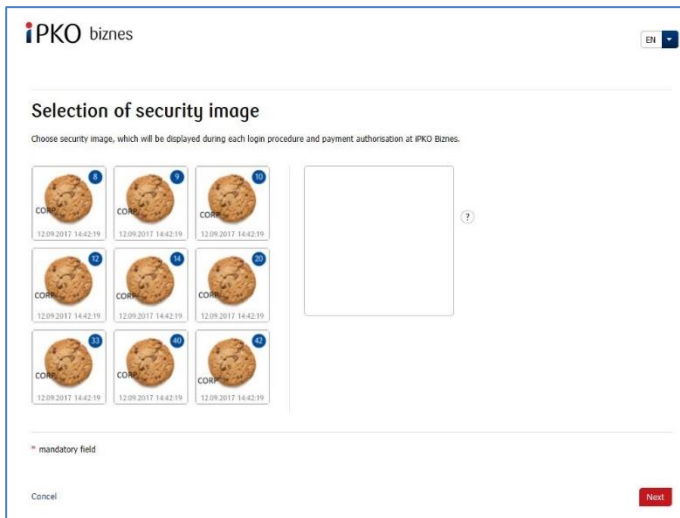 iPKO biznes
EN
Selection of security image
Choose security image, which will be displayed during each login procedure and payment authorisation at iPKO Biznes.
8 9 10
CORP CORP CORP
12.09.2017 14:42:19 12.09.2017 14:42:19 12.09.2017 14:42:19
?
12 14 20
CORP CORP CORP
12.09.2017 14:42:19 12.09.2017 14:42:19 12.09.2017 14:42:19
33 40 42
CORP CORP CORP
12.09.2017 14:42:19 12.09.2017 14:42:19 12.09.2017 14:42:19
* mandatory field
Cancel
Next